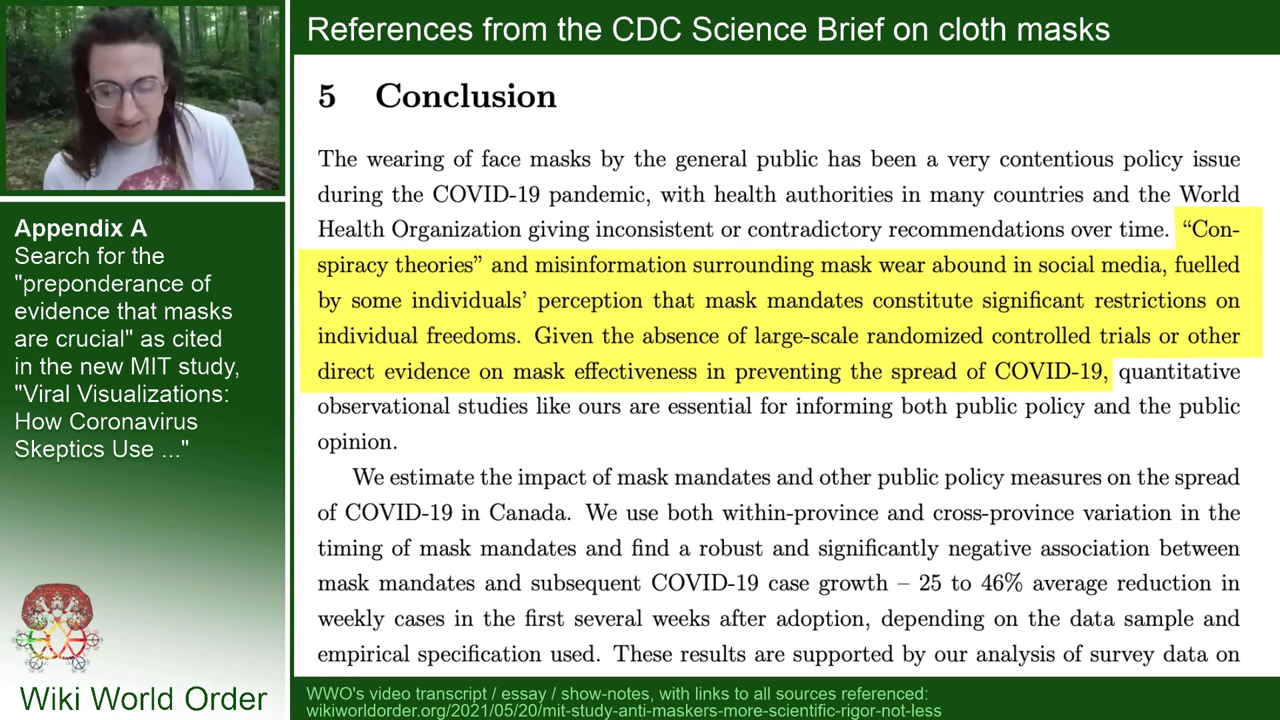 References from the CDC Science Brief on cloth masks
Appendix A
Search for the
"preponderance of
evidence that masks
are crucial" as cited
in the new MIT study,
"Viral Visualizations:
How Coronavirus
Skeptics Use ..."
Wiki World Order
5 Conclusion
The wearing of face masks by the general public has been a very contentious policy issue
during the COVID-19 pandemic, with health authorities in many countries and the World
Health Organization giving inconsistent or contradictory recommendations over time. “Con-
spiracy theories” and misinformation surrounding mask wear abound in social media, fuelled
by some individuals’ perception that mask mandates constitute significant restrictions on
individual freedoms. Given the absence of large-scale randomized controlled trials or other
direct evidence on mask effectiveness in preventing the spread of COVID-19, quantitative
observational studies like ours are essential for informing both public policy and the public
opinion.
We estimate the impact of mask mandates and other public policy measures on the spread
of COVID-19 in Canada. We use both within-province and cross-province variation in the
timing of mask mandates and find a robust and significantly negative association between
mask mandates and subsequent COVID-19 case growth – 25 to 46% average reduction in
weekly cases in the first several weeks after adoption, depending on the data sample and
empirical specification used. These results are supported by our analysis of survey data on
WWO's video transcript / essay / show-notes, with links to all sources referenced:
wikiworldorder.org/2021/05/20/mit-study-anti-maskers-more-scientific-rigor-not-less